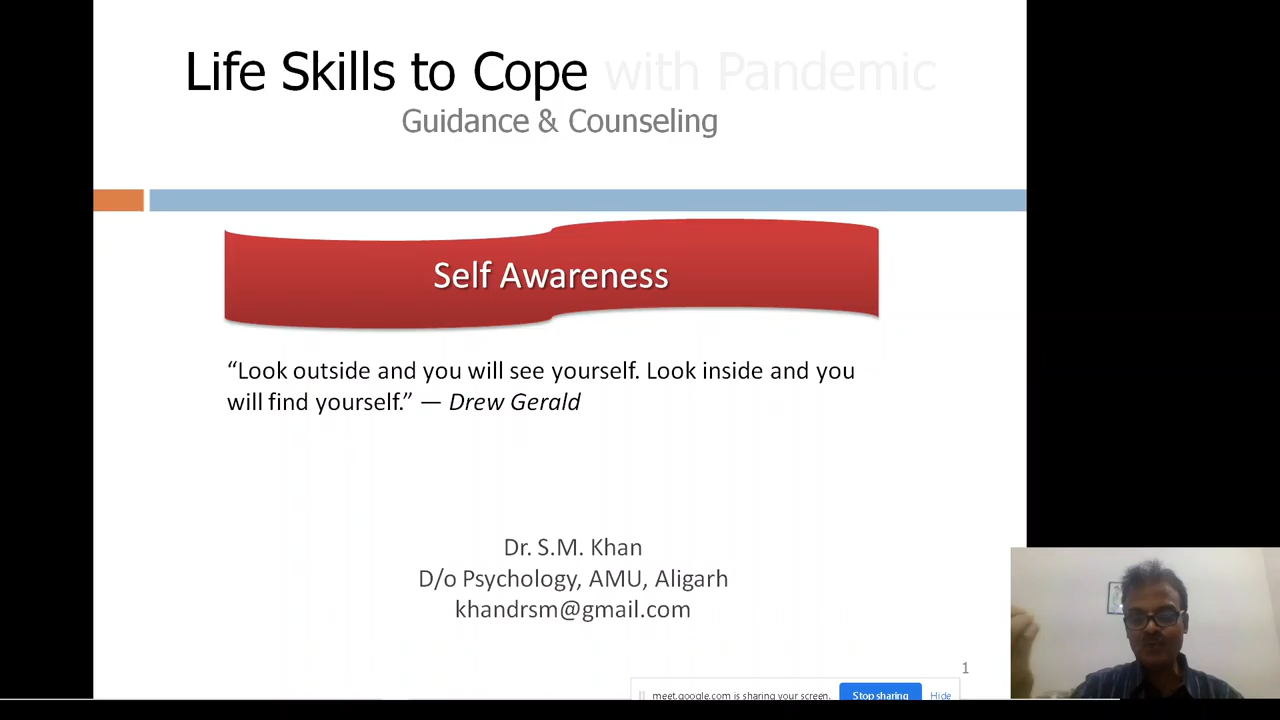 Life Skills to Cope with Pandemic
Guidance & Counseling
Self Awareness
“Look outside and you will see yourself. Look inside and you
will find yourself.” — Drew Gerald
Dr. S.M. Khan
D/o Psychology, AMU, Aligarh
khandrsm@gmail.com
1
meet.google.com is sharing your screen. Stop sharing Hide